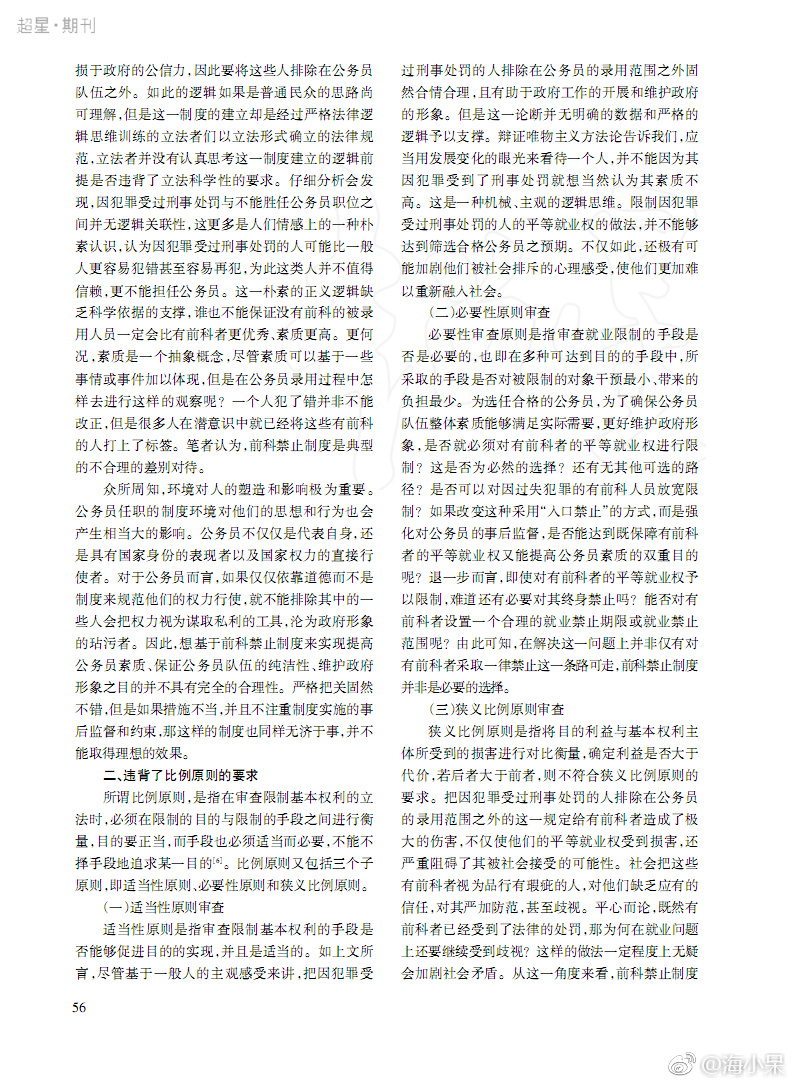 超星·期刊
损于政府的公信力，因此要将这些人排除在公务员
队伍之外。如此的逻辑如果是普通民众的思路尚
可理解，但是这一制度的建立却是经过严格法律逻
辑思维训练的立法者们以立法形式确立的法律规
范，立法者并没有认真思考这一制度建立的逻辑前
提是否违背了立法科学性的要求。仔细分析会发
现，因犯罪受过刑事处罚与不能胜任公务员职位之
间并无逻辑关联性，这更多是人们情感上的一种朴
素认识，认为因犯罪受过刑事处罚的人可能比一般
人更容易犯错甚至容易再犯，为此这类人并不值得
信赖，更不能担任公务员。这一朴素的正义逻辑缺
乏科学依据的支撑，谁也不能保证没有前科的被录
用人员一定会比有前科者更优秀、素质更高。更何
况，素质是一个抽象概念，尽管素质可以基于一些
事情或事件加以体现，但是在公务员录用过程中怎
样去进行这样的观察呢？一个人犯了错并非不能
改正，但是很多人在潜意识中就已经将这些有前科
的人打上了标签。笔者认为，前科禁止制度是典型
的不合理的差别对待。
众所周知，环境对人的塑造和影响极为重要。
公务员任职的制度环境对他们的思想和行为也会
产生相当大的影响。公务员不仅仅是代表自身，还
是具有国家身份的表现者以及国家权力的直接行
使者。对于公务员而言，如果仅仅依靠道德而不是
制度来规范他们的权力行使，就不能排除其中的一
些人会把权力视为谋取私利的工具，沦为政府形象
的玷污者。因此，想基于前科禁止制度来实现提高
公务员素质、保证公务员队伍的纯洁性、维护政府
形象之目的并不具有完全的合理性。严格把关固然
不错，但是如果措施不当，并且不注重制度实施的事
后监督和约束，那这样的制度也同样无济于事，并不
能取得理想的效果。
二、违背了比例原则的要求
所谓比例原则，是指在审查限制基本权利的立
法时，必须在限制的目的与限制的手段之间进行衡
量，目的要正当，而手段也必须适当而必要，不能不
择手段地追求某一目的[8]。比例原则又包括三个子
原则，即适当性原则、必要性原则和狭义比例原则。
（一）适当性原则审查
适当性原则是指审查限制基本权利的手段是
否能够促进目的的实现，并且是适当的。如上文所
言，尽管基于一般人的主观感受来讲，把因犯罪受
过刑事处罚的人排除在公务员的录用范围之外固
然合情合理，且有助于政府工作的开展和维护政府
的形象。但是这一论断并无明确的数据和严格的
逻辑予以支撑。辩证唯物主义方法论告诉我们，应
当用发展变化的眼光来看待一个人，并不能因为其
因犯罪受到了刑事处罚就想当然认为其素质不
高。这是一种机械、主观的逻辑思维。限制因犯罪
受过刑事处罚的人的平等就业权的做法，并不能够
达到筛选合格公务员之预期。不仅如此，还极有可
能加剧他们被社会排斥的心理感受，使他们更加难
以重新融入社会。
（二）必要性原则审查
必要性审查原则是指审查就业限制的手段是
否是必要的，也即在多种可达到目的的手段中，所
采取的手段是否对被限制的对象干预最小、带来的
负担最少。为选任合格的公务员，为了确保公务员
队伍整体素质能够满足实际需要，更好维护政府形
象，是否就必须对有前科者的平等就业权进行限
制？这是否为必然的选择？还有无其他可选的路
径？是否可以对因过失犯罪的有前科人员放宽限
制？如果改变这种采用“入口禁止”的方式，而是强
化对公务员的事后监督，是否能达到既保障有前科
者的平等就业权又能提高公务员素质的双重目的
呢？退一步而言，即使对有前科者的平等就业权予
以限制，难道还有必要对其终身禁止吗？能否对有
前科者设置一个合理的就业禁止期限或就业禁止
范围呢？由此可知，在解决这一问题上并非仅有对
有前科者采取一律禁止这一条路可走，前科禁止制度
并非是必要的选择。
（三）狭义比例原则审查
狭义比例原则是指将目的利益与基本权利主
体所受到的损害进行对比衡量，确定利益是否大于
代价，若后者大于前者，则不符合狭义比例原则的
要求。把因犯罪受过刑事处罚的人排除在公务员
的录用范围之外的这一规定给有前科者造成了极
大的伤害，不仅使他们的平等就业权受到损害，还
严重阻碍了其被社会接受的可能性。社会把这些
有前科者视为品行有瑕疵的人，对他们缺乏应有的
信任，对其严加防范，甚至歧视。平心而论，既然有
前科者已经受到了法律的处罚，那为何在就业问题
上还要继续受到歧视？这样的做法一定程度上无疑
会加剧社会矛盾。从这一角度来看，前科禁止制度
56
@海小呆